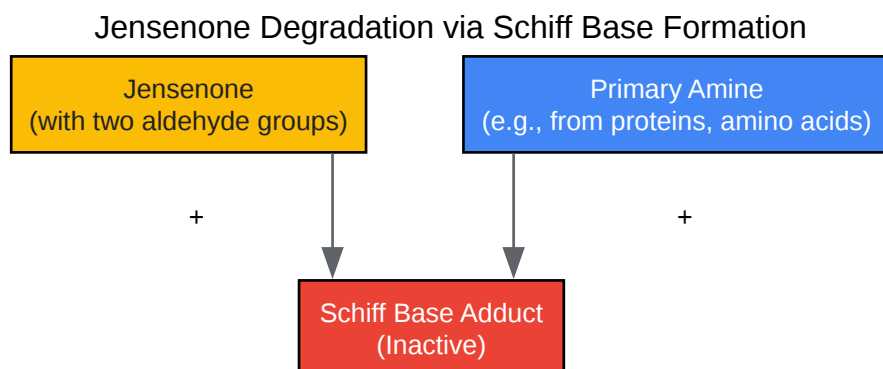 Jensenone Degradation via Schiff Base Formation
Jensenone
(with two aldehyde groups)
Primary Amine
(e.g., from proteins, amino acids)
+
+
Schiff Base Adduct
(Inactive)